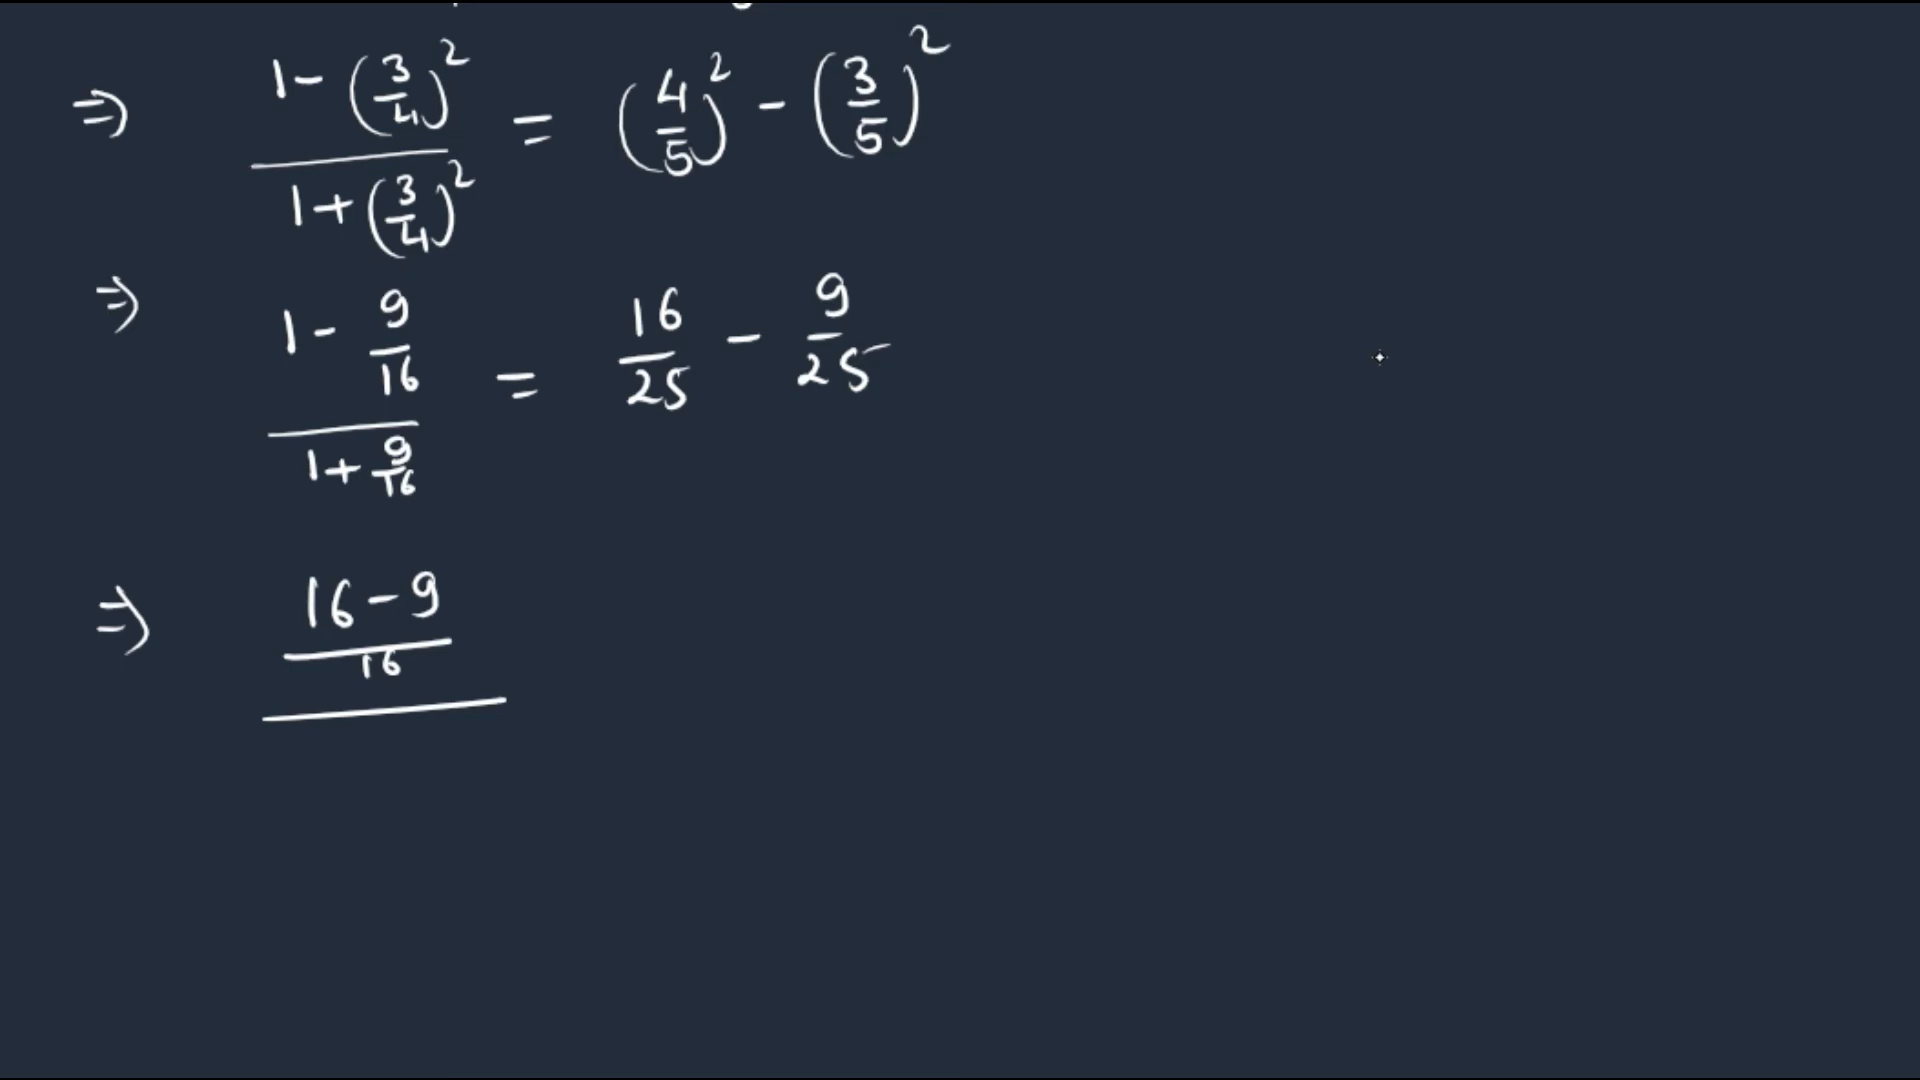 ⇒ (1-(3/4)^2)/(1+(3/4)^2) = (4/5)^2 - (3/5)^2
⇒ (1-9/16)/(1+9/16) = 16/25 - 9/25
⇒ (16-9)/16